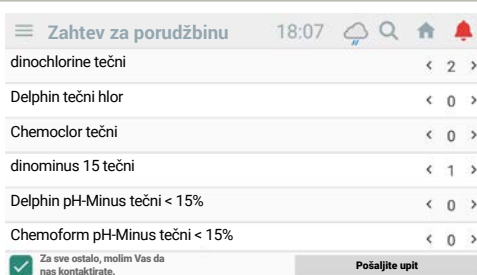 Zahtev za porudžbinu 18:07
dinochlorine tečni < 2 >
Delphin tečni hlor < 0 >
Chemoclor tečni < 0 >
dinominus 15 tečni < 1 >
Delphin pH-Minus tečni < 15% < 0 >
Chemoform pH-Minus tečni < 15% < 0 >
Za sve ostalo, molim Vas da
nas kontaktirate.
Pošaljite upit